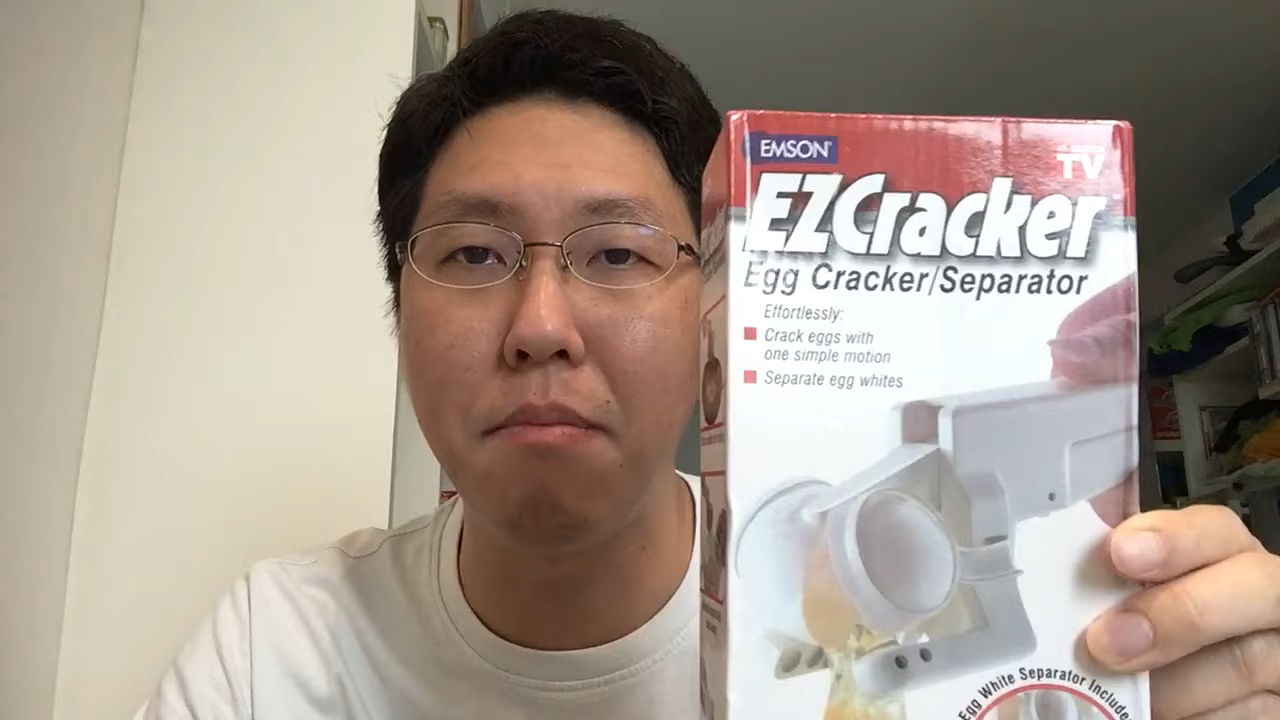 EMSON
TV
EZCracker
Egg Cracker/Separator
Effortlessly:
Crack eggs with
one simple motion
Separate egg whites
Egg White Separator Include